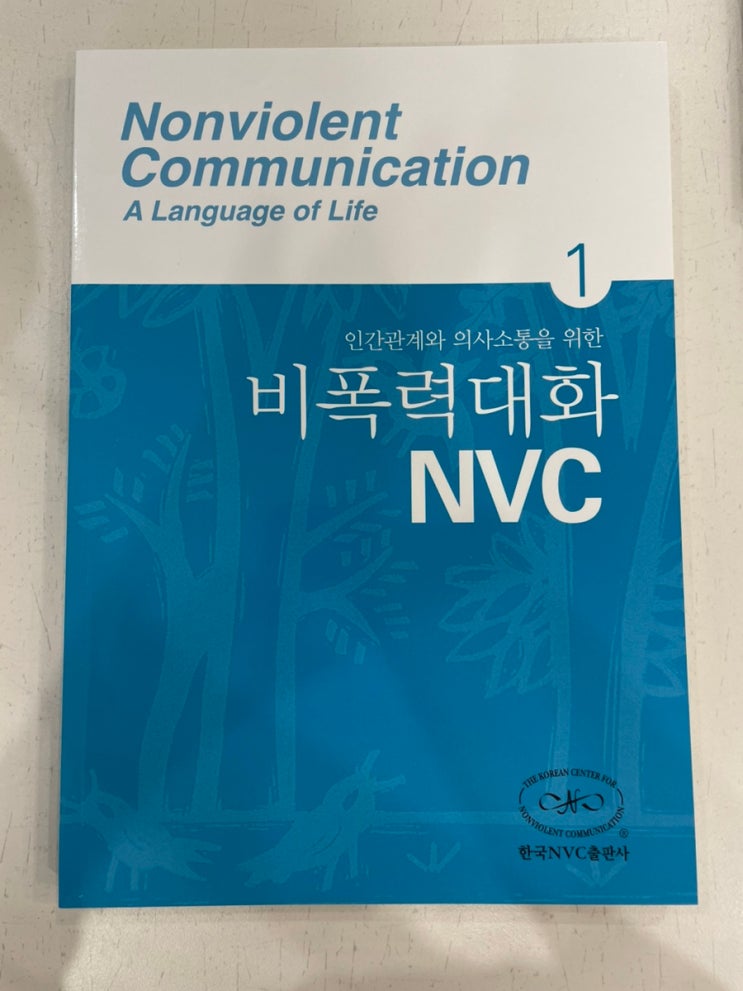 Nonviolent
Communication
A Language of Life
1
인간관계와 의사소통을 위한
비폭력대화
NVC
THE KOREAN CENTER FOR
NONVIOLENT COMMUNICATION
®
한국NVC출판사